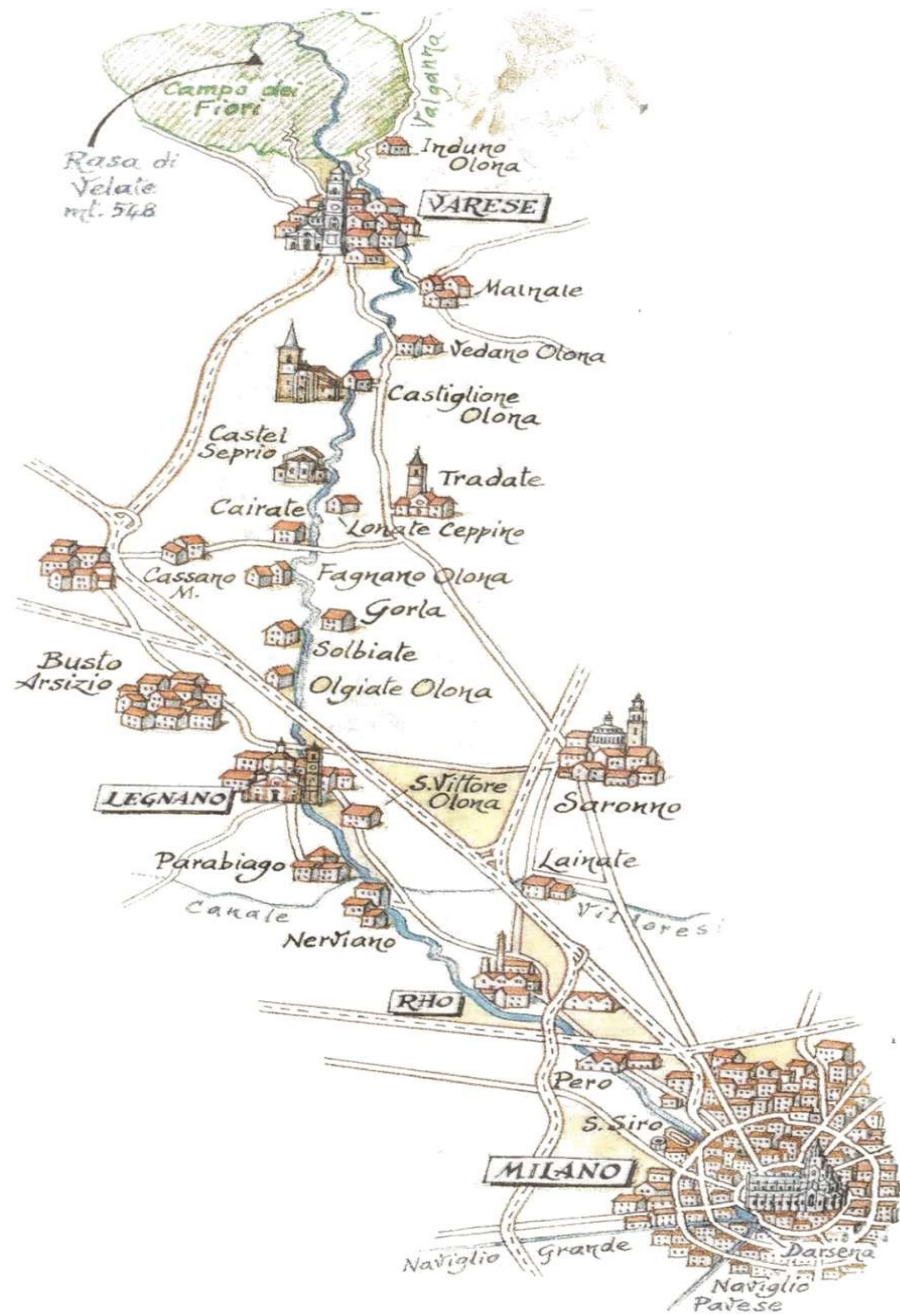 Valganna
Campo dei
Fiori
Induno
Olona
Rasa di
Velate
mt. 548
VARESE
Malnate
Vedano Olona
Castiglione
Olona
Castel
Seprio
Tradate
Cairate
Lonate Ceppino
Cassano
M.
Fagnano Olona
Gorla
Solbiate
Busto
Arsizio
Olgiate Olona
S. Vittore
Olona
LEGNANO
Saronno
Parabiago
Lainate
Canale
Villoresi
Nerviano
RHO
Pero
S. Siro
MILANO
Naviglio Grande
Darsena
Naviglio
Pavese